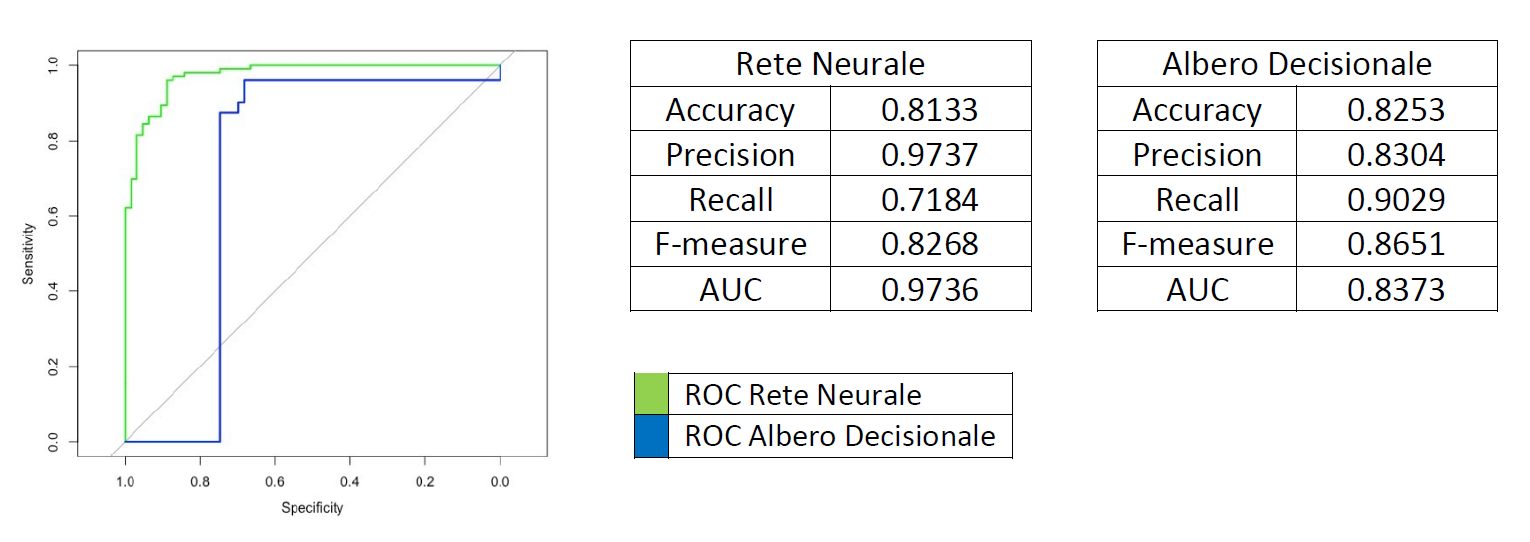 1.0
0.8
0.6
0.4
0.2
0.0
Sensitivity
1.0 0.8 0.6 0.4 0.2 0.0
Specificity
Rete Neurale
Accuracy 0.8133
Precision 0.9737
Recall 0.7184
F-measure 0.8268
AUC 0.9736
Albero Decisionale
Accuracy 0.8253
Precision 0.8304
Recall 0.9029
F-measure 0.8651
AUC 0.8373
ROC Rete Neurale
ROC Albero Decisionale